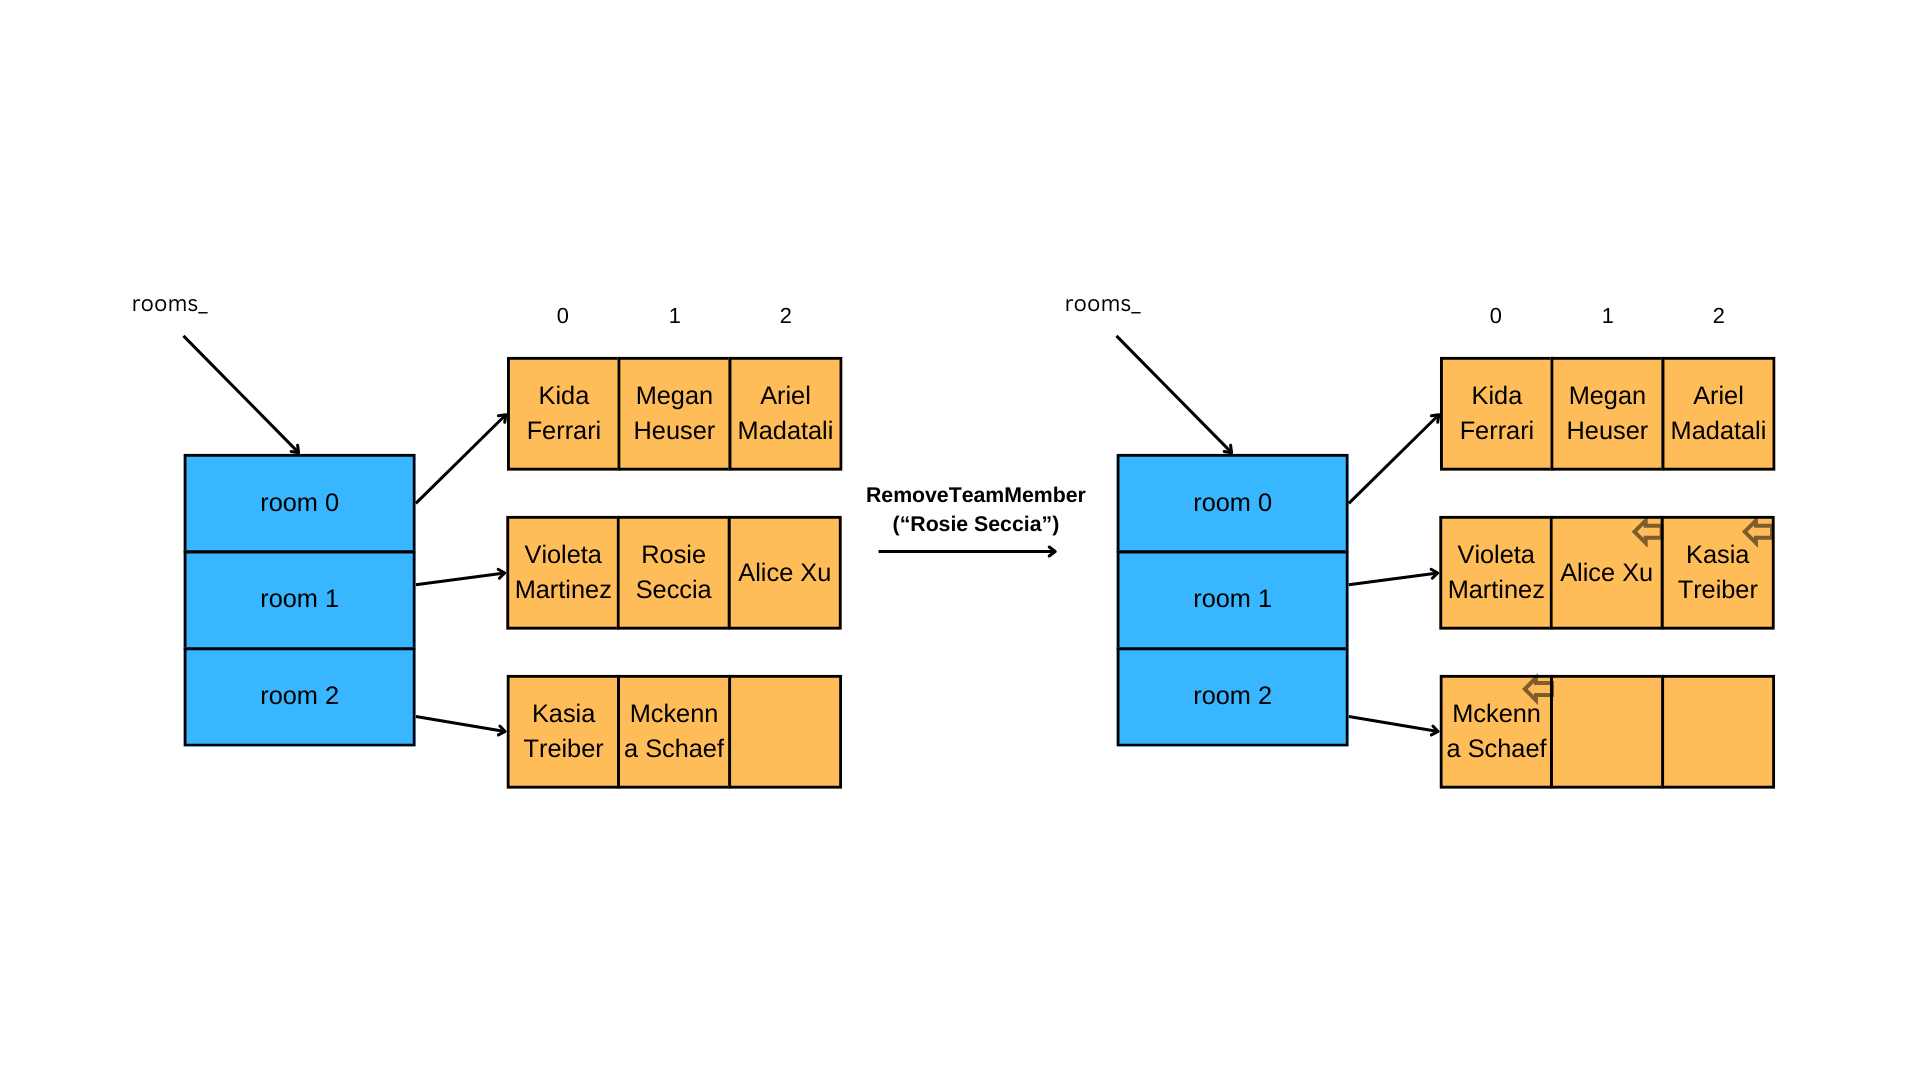 rooms_
0 1 2
Kida Megan Ariel
Ferrari Heuser Madatali
room 0
room 1
room 2
Violeta Rosie
Martinez Seccia Alice Xu
Kasia Mckenn
Treiber a Schaef
RemoveTeamMember
(“Rosie Seccia”)
rooms_
0 1 2
Kida Megan Ariel
Ferrari Heuser Madatali
room 0
room 1
room 2
Violeta Alice Xu Kasia
Martinez Treiber
Mckenn
a Schaef